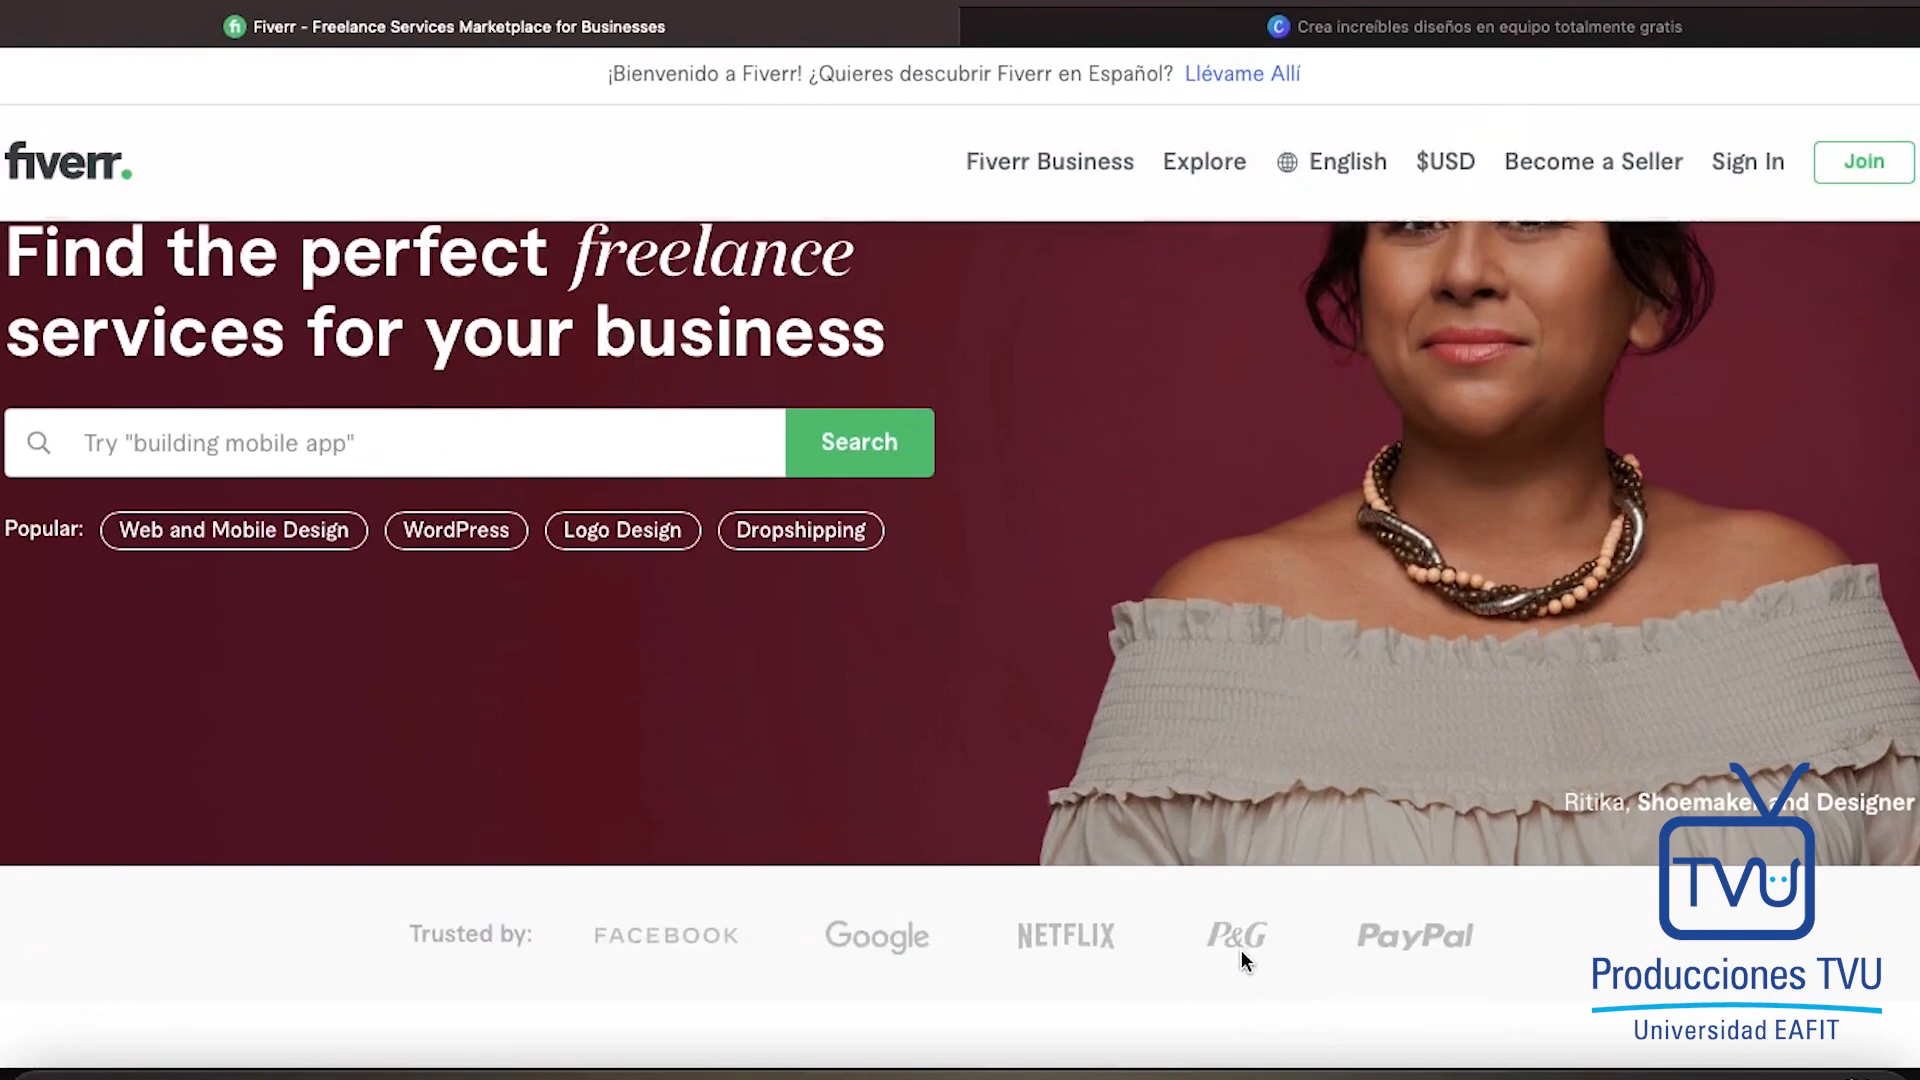 Fiverr - Freelance Services Marketplace for Businesses
Crea increíbles diseños en equipo totalmente gratis
¡Bienvenido a Fiverr! ¿Quieres descubrir Fiverr en Español? Llévame Allí
fiverr.
Fiverr Business Explore English $USD Become a Seller Sign In Join
Find the perfect freelance
services for your business
Try "building mobile app" Search
Popular: Web and Mobile Design WordPress Logo Design Dropshipping
Ritika, Shoemaker and Designer
Trusted by: FACEBOOK Google NETFLIX P&G PayPal
TVU
Producciones TVU
Universidad EAFIT